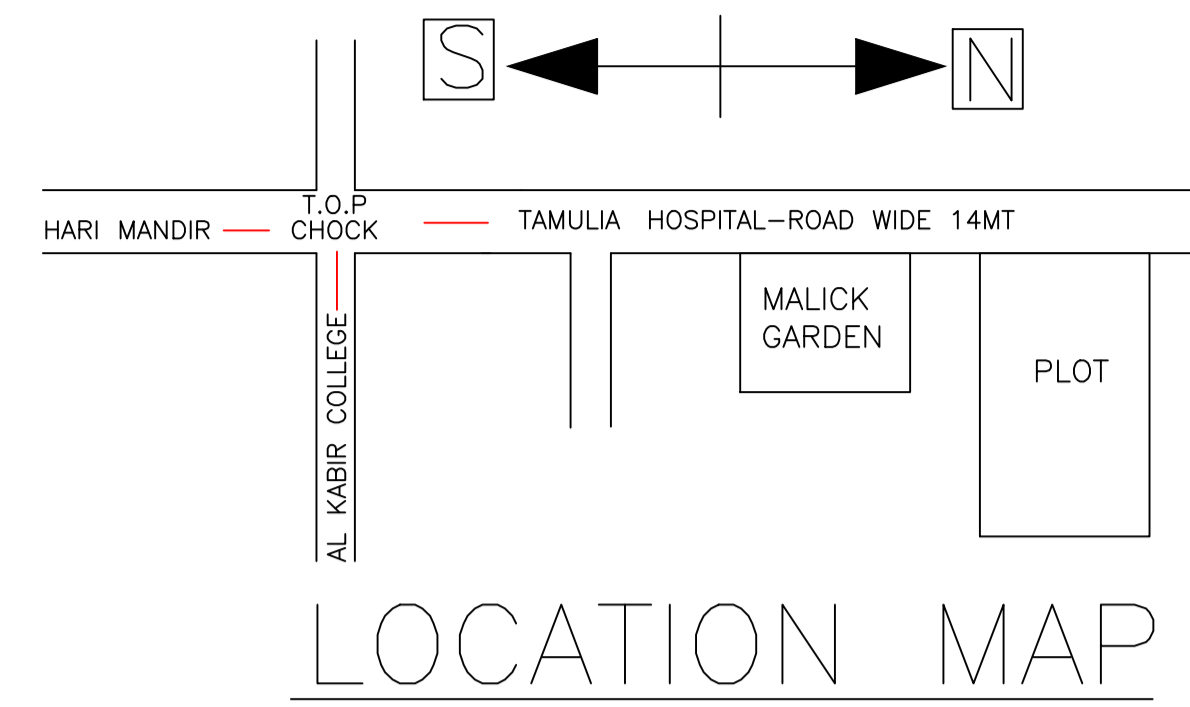 S
N
T.O.P
CHOCK
HARI MANDIR
TAMULIA HOSPITAL-ROAD WIDE 14MT
MALICK
GARDEN
PLOT
AL KABIR COLLEGE
LOCATION MAP